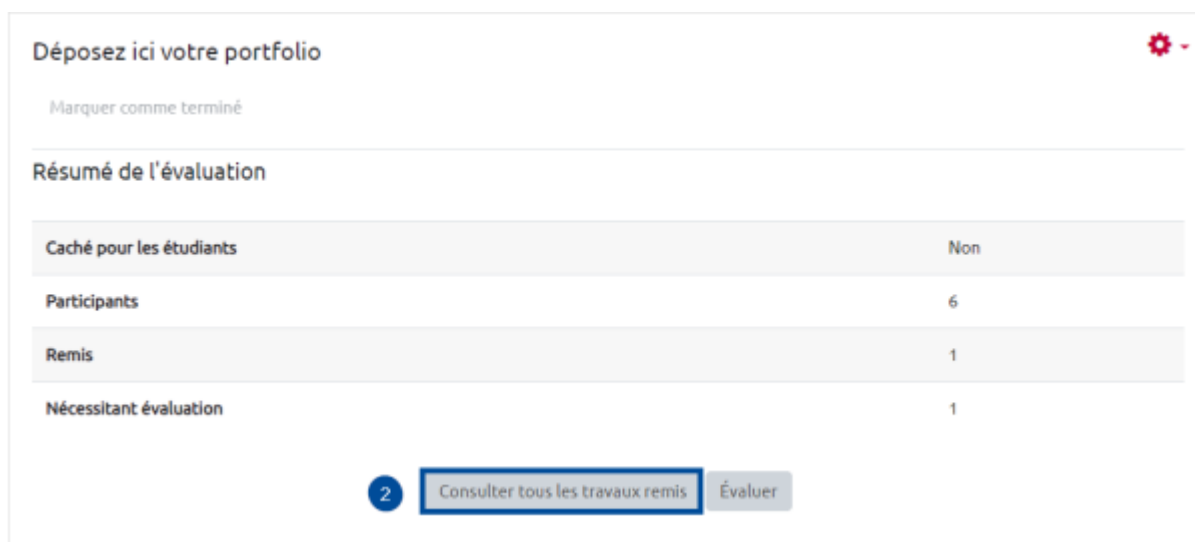 Déposez ici votre portfolio
Marquer comme terminé
Résumé de l'évaluation
Caché pour les étudiants Non
Participants 6
Remis 1
Nécessitant évaluation 1
2 Consulter tous les travaux remis Évaluer